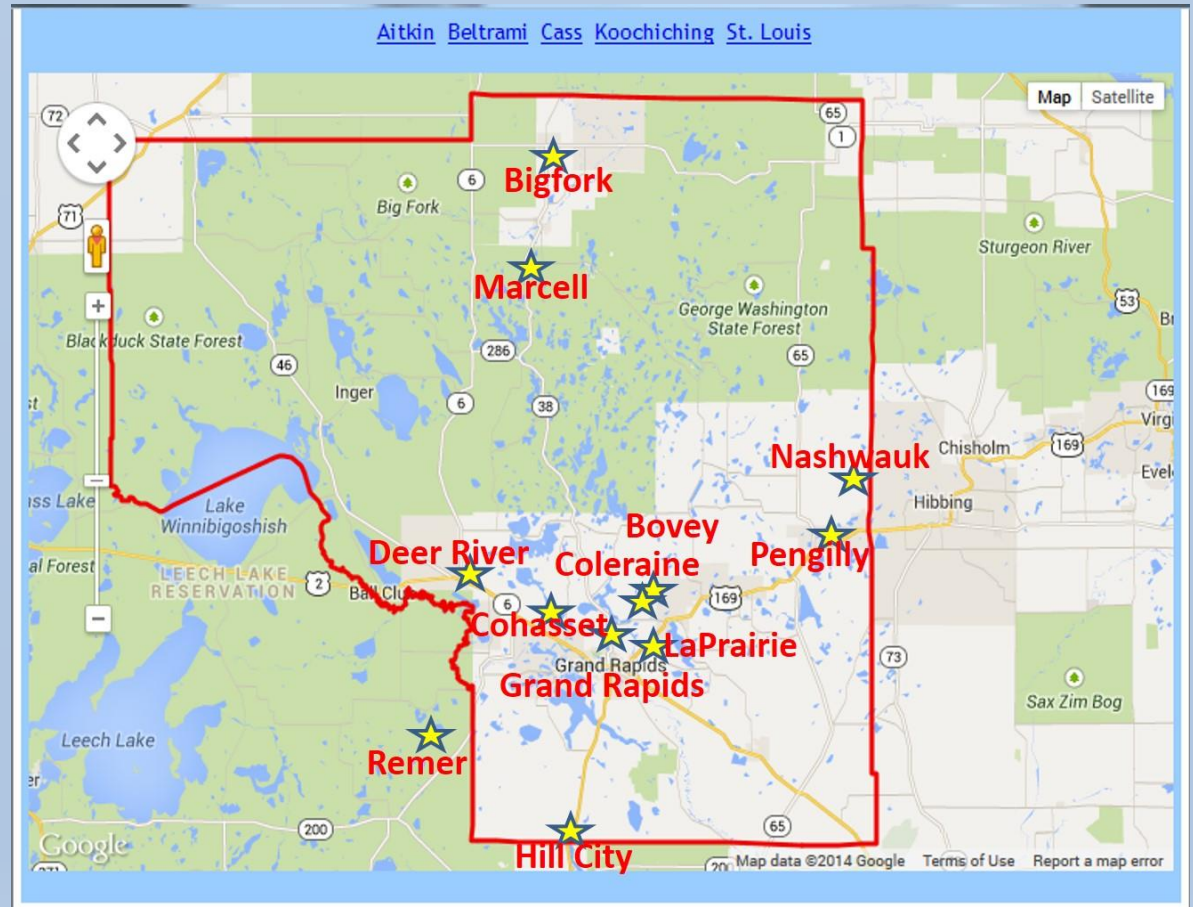 Aitkin Beltrami Cass Koochiching St. Louis
Map Satellite
72
65
1
Bigfork
6
Big Fork
71
Sturgeon River
Marcell
George Washington
State Forest
53
Blackduck State Forest
286
65
46
Inger
6
38
169
Nashwauk
Chisholm
169
Hibbing
Lake
Winnibigoshish
Bovey
Deer River
Coleraine
Pengilly
LEECH LAKE
RESERVATION
2
6
169
Cohasset
LaPrairie
Grand Rapids
Grand Rapids
73
Sax Zim Bog
Leech Lake
Remer
200
65
Google
Hill City
Map data ©2014 Google Terms of Use Report a map error